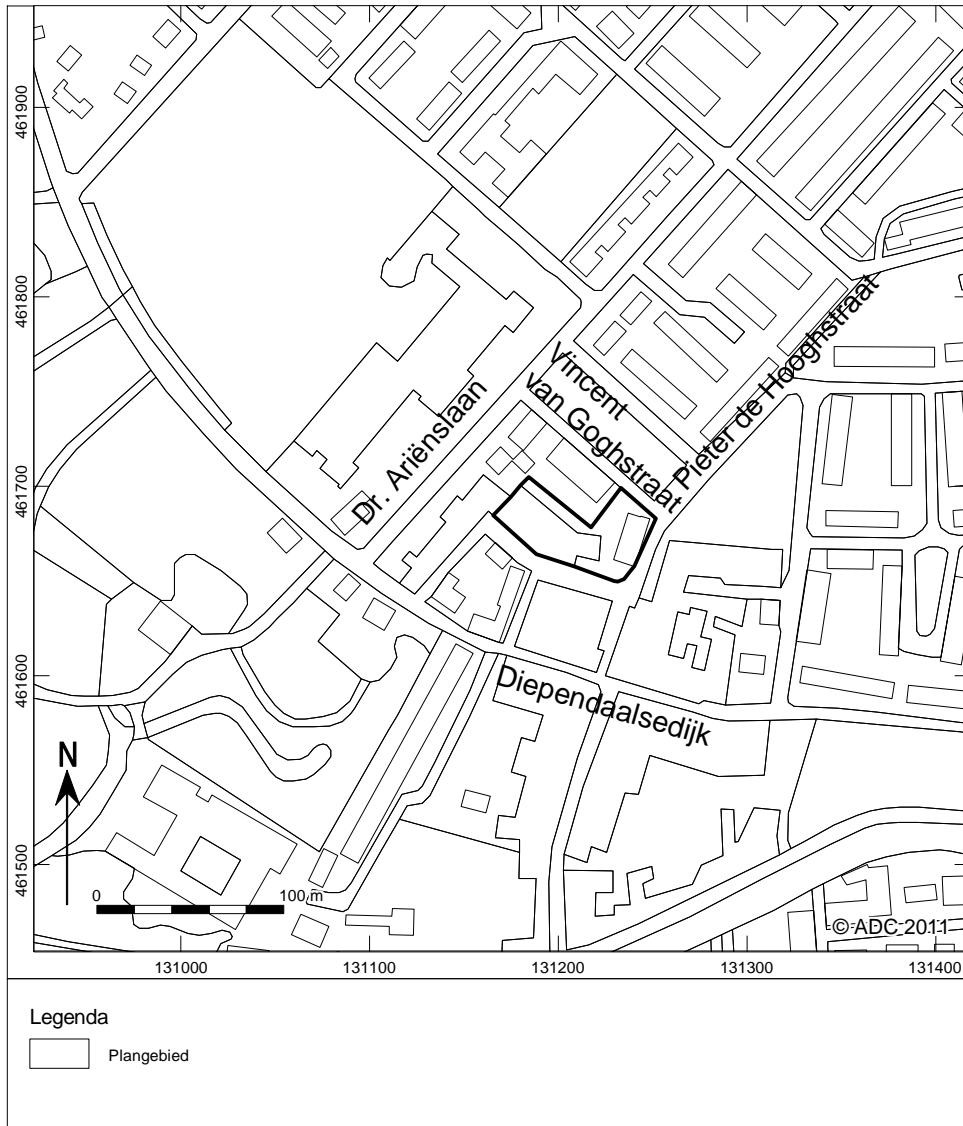 461900
461800
461700
461600
461500
Vincent
van Goghstraat
Pieter de Hooghstraat
Dr. Ariënslaan
Diependaalsedijk
N
0 100 m
© ADC 2011
131000 131100 131200 131300 131400
Legenda
Plangebied